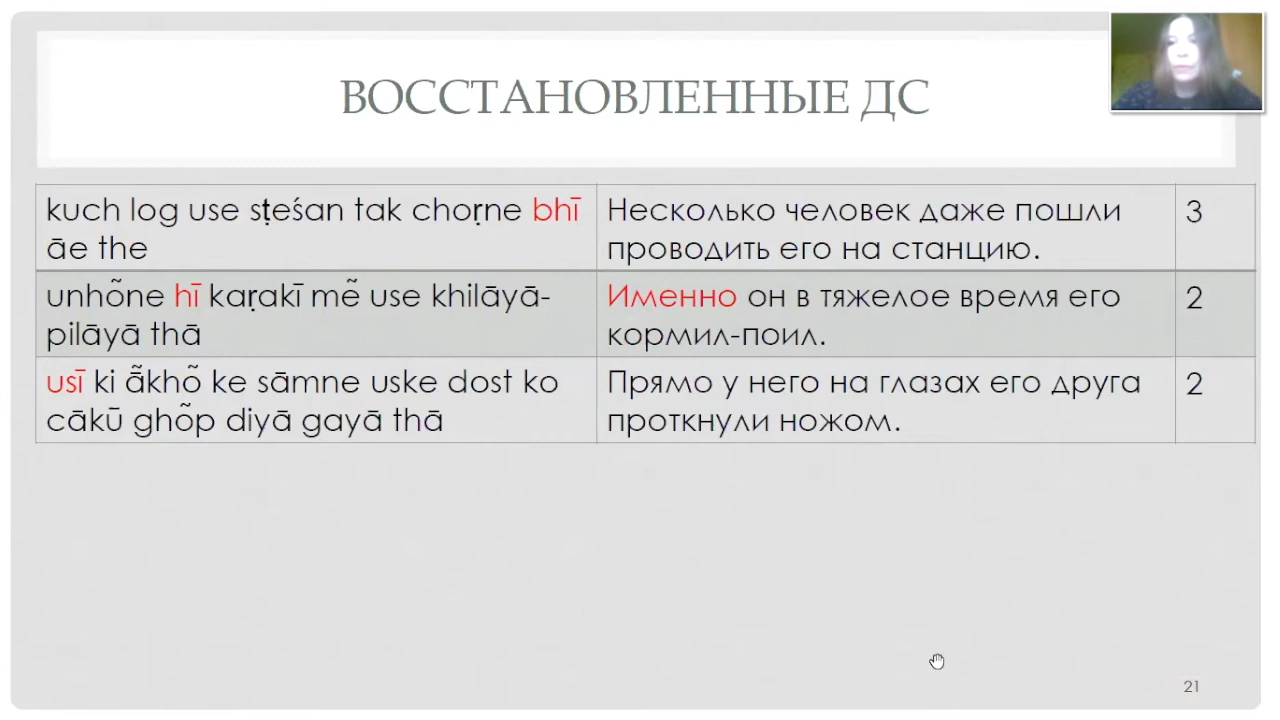 ВОССТАНОВЛЕННЫЕ ДС
kuch log use sṭeśan tak choṛne bhī
āe the
Несколько человек даже пошли
проводить его на станцию.
3
unhõne hī kaṛakī mẽ use khilāyā-
pilāyā thā
Именно он в тяжелое время его
кормил-поил.
2
usī ki ā̃khõ ke sāmne uske dost ko
cākū ghõp diyā gayā thā
Прямо у него на глазах его друга
проткнули ножом.
2
21